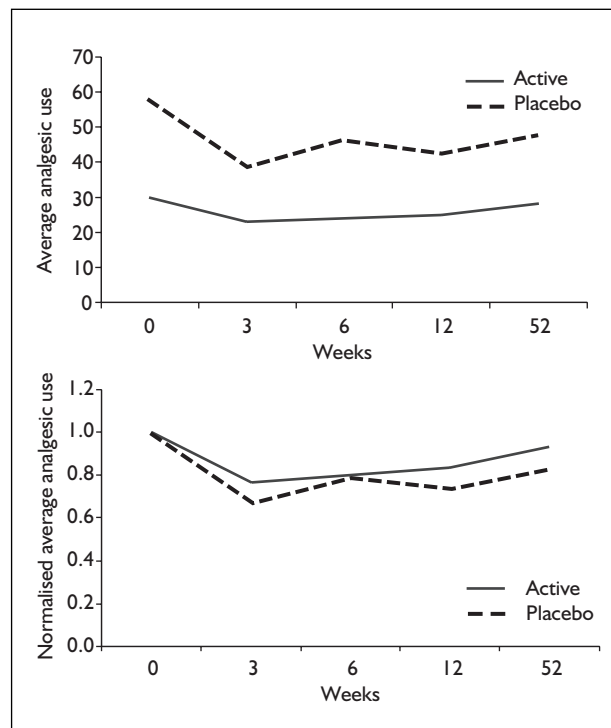 Average analgesic use
70
60
50
40
30
20
10
0
Active
Placebo
0 3 6 12 52
Weeks
Normalised average analgesic use
1.2
1.0
0.8
0.6
0.4
0.2
0.0
Active
Placebo
0 3 6 12 52
Weeks